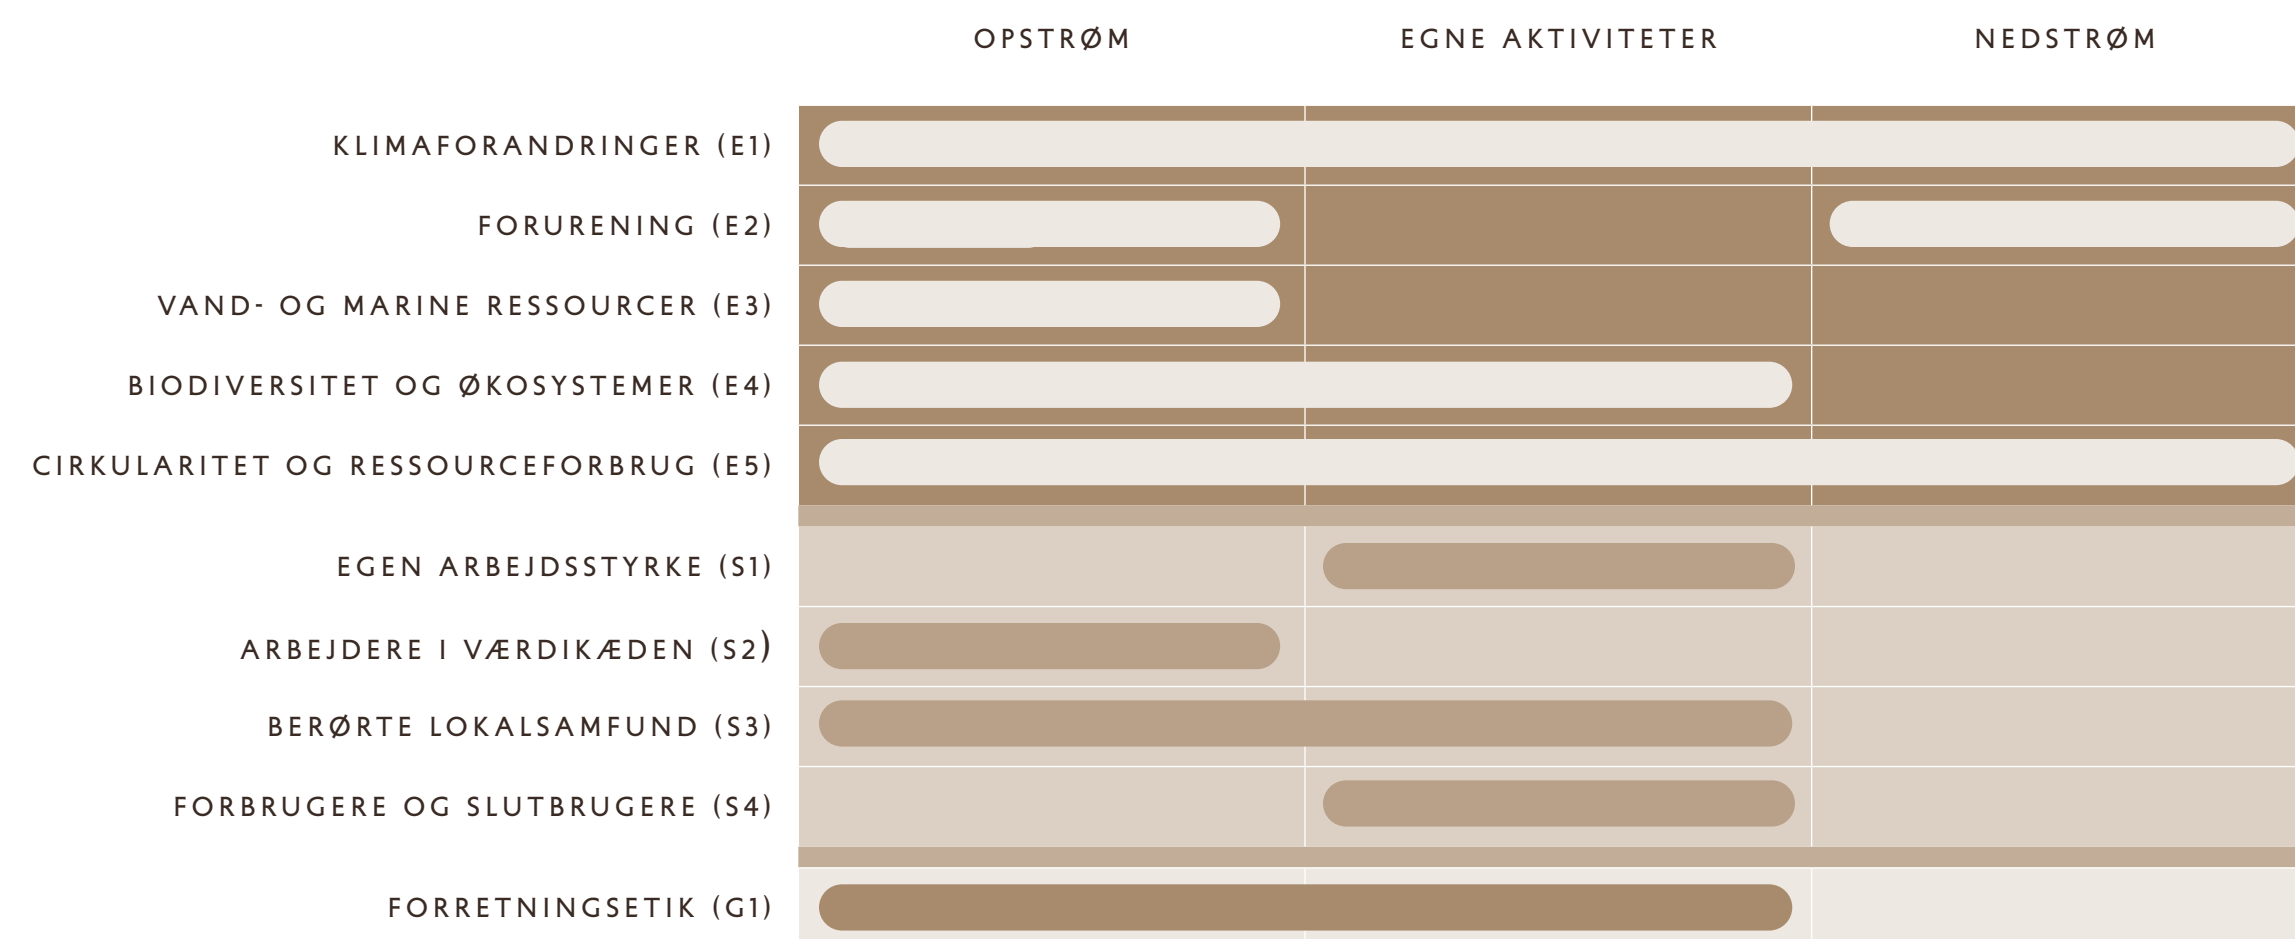 OPSTRØM EGNE AKTIVITETER NEDSTRØM
KLIMAFORANDRINGER (E1)
FORURENING (E2)
VAND- OG MARINE RESSOURCER (E3)
BIODIVERSITET OG ØKOSYSTEMER (E4)
CIRKULARITET OG RESSOURCEFORBRUG (E5)
EGEN ARBEJDSSTYRKE (S1)
ARBEJDERE I VÆRDIKÆDEN (S2)
BERØRTE LOKALSAMFUND (S3)
FORBRUGERE OG SLUTBRUGERE (S4)
FORRETNINGSETIK (G1)